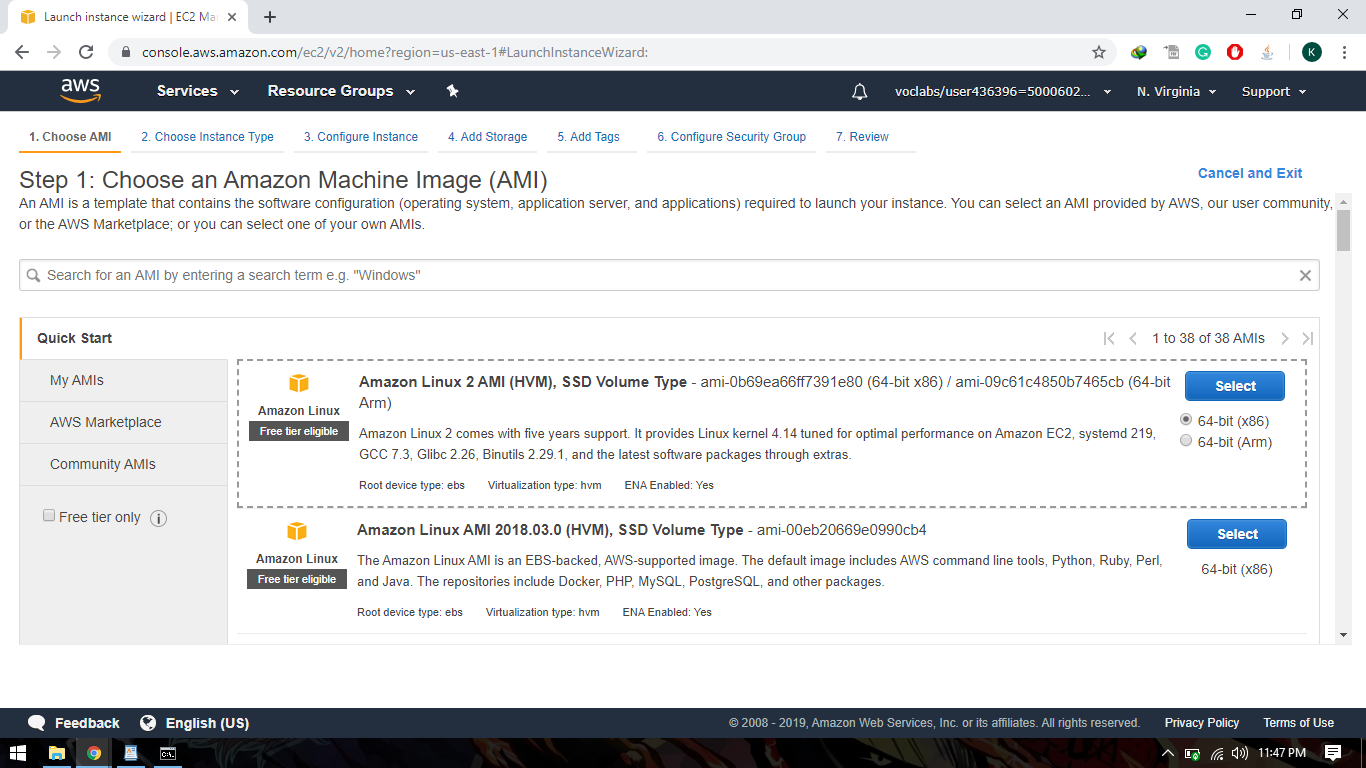 Launch instance wizard | EC2 Ma
console.aws.amazon.com/ec2/v2/home?region=us-east-1#LaunchInstanceWizard:
K
aws
Services
Resource Groups
voclabs/user436396=5000602...
N. Virginia
Support
1. Choose AMI
2. Choose Instance Type
3. Configure Instance
4. Add Storage
5. Add Tags
6. Configure Security Group
7. Review
Step 1: Choose an Amazon Machine Image (AMI)
Cancel and Exit
An AMI is a template that contains the software configuration (operating system, application server, and applications) required to launch your instance. You can select an AMI provided by AWS, our user community,
or the AWS Marketplace; or you can select one of your own AMIs.
Search for an AMI by entering a search term e.g. "Windows"
Quick Start
1 to 38 of 38 AMIs
My AMIs
AWS Marketplace
Community AMIs
Free tier only
Amazon Linux
Free tier eligible
Amazon Linux 2 AMI (HVM), SSD Volume Type - ami-0b69ea66ff7391e80 (64-bit x86) / ami-09c61c4850b7465cb (64-bit
Arm)
Amazon Linux 2 comes with five years support. It provides Linux kernel 4.14 tuned for optimal performance on Amazon EC2, systemd 219,
GCC 7.3, Glibc 2.26, Binutils 2.29.1, and the latest software packages through extras.
Root device type: ebs
Virtualization type: hvm
ENA Enabled: Yes
Select
64-bit (x86)
64-bit (Arm)
Amazon Linux
Free tier eligible
Amazon Linux AMI 2018.03.0 (HVM), SSD Volume Type - ami-00eb20669e0990cb4
The Amazon Linux AMI is an EBS-backed, AWS-supported image. The default image includes AWS command line tools, Python, Ruby, Perl,
and Java. The repositories include Docker, PHP, MySQL, PostgreSQL, and other packages.
Root device type: ebs
Virtualization type: hvm
ENA Enabled: Yes
Select
64-bit (x86)
Feedback
English (US)
© 2008 - 2019, Amazon Web Services, Inc. or its affiliates. All rights reserved.
Privacy Policy
Terms of Use
11:47 PM